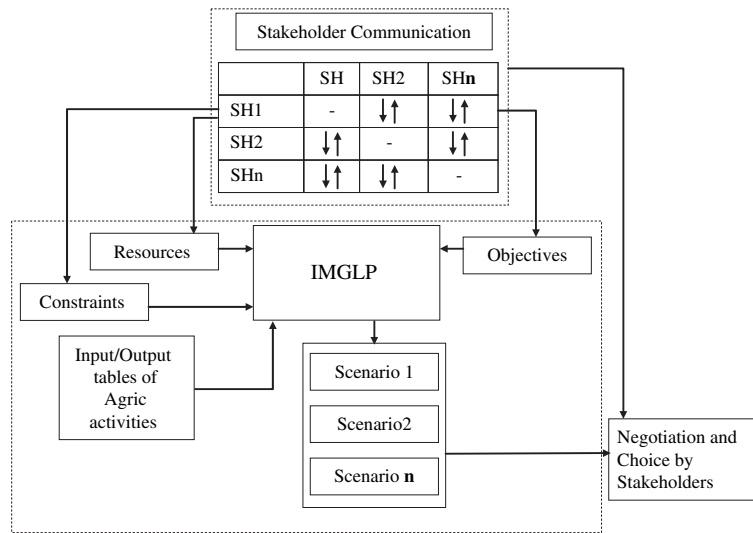 Stakeholder Communication
SH SH2 SHn
SH1 - ↓↑ ↓↑
SH2 ↓↑ - ↓↑
SHn ↓↑ ↓↑ -
Resources
IMGLP
Objectives
Constraints
Input/Output
tables of
Agric
activities
Scenario 1
Scenario2
Scenario n
Negotiation and
Choice by
Stakeholders